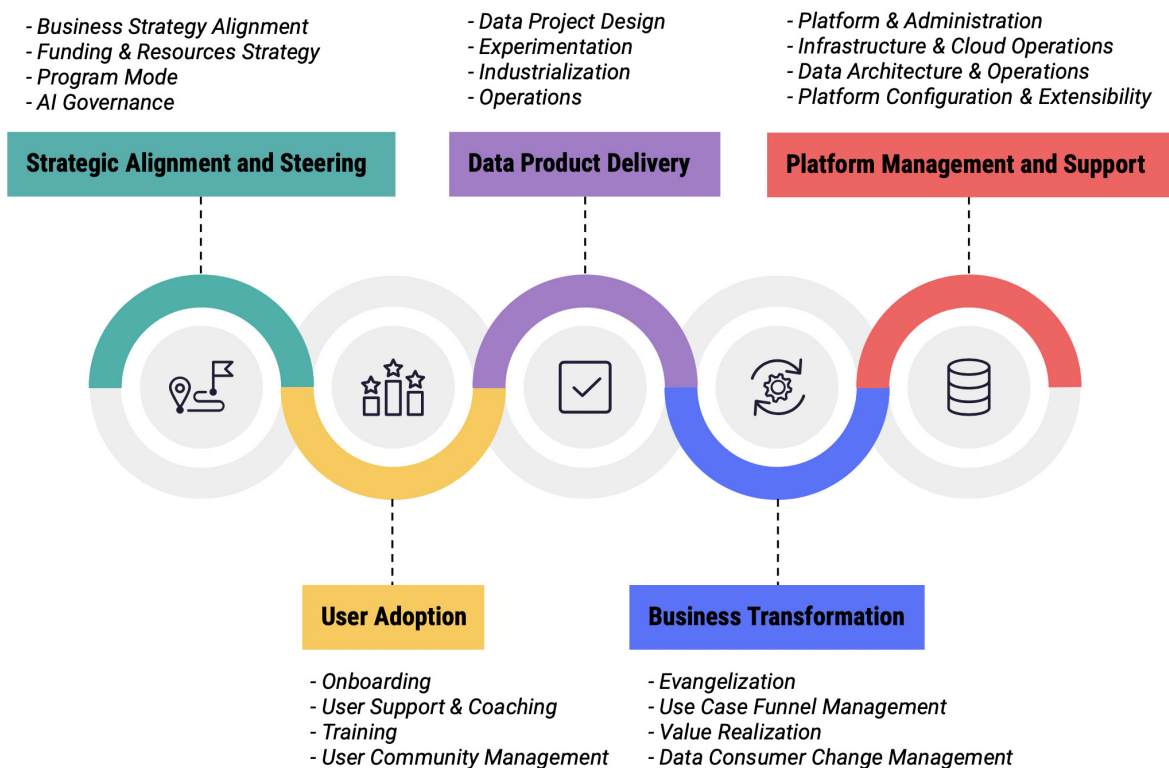 - Business Strategy Alignment
- Funding & Resources Strategy
- Program Mode
- AI Governance
Strategic Alignment and Steering
- Data Project Design
- Experimentation
- Industrialization
- Operations
Data Product Delivery
- Platform & Administration
- Infrastructure & Cloud Operations
- Data Architecture & Operations
- Platform Configuration & Extensibility
Platform Management and Support
User Adoption
- Onboarding
- User Support & Coaching
- Training
- User Community Management
Business Transformation
- Evangelization
- Use Case Funnel Management
- Value Realization
- Data Consumer Change Management